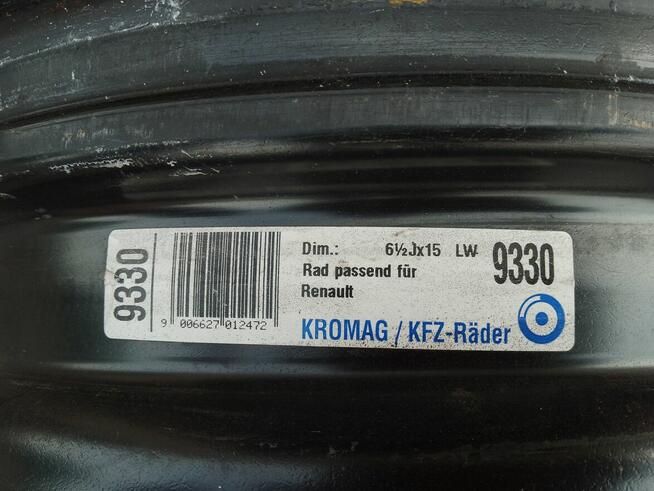 9330
9 006627 012472
Dim.: 6½Jx15 LW 9330
Rad passend für
Renault
KROMAG / KFZ-Räder